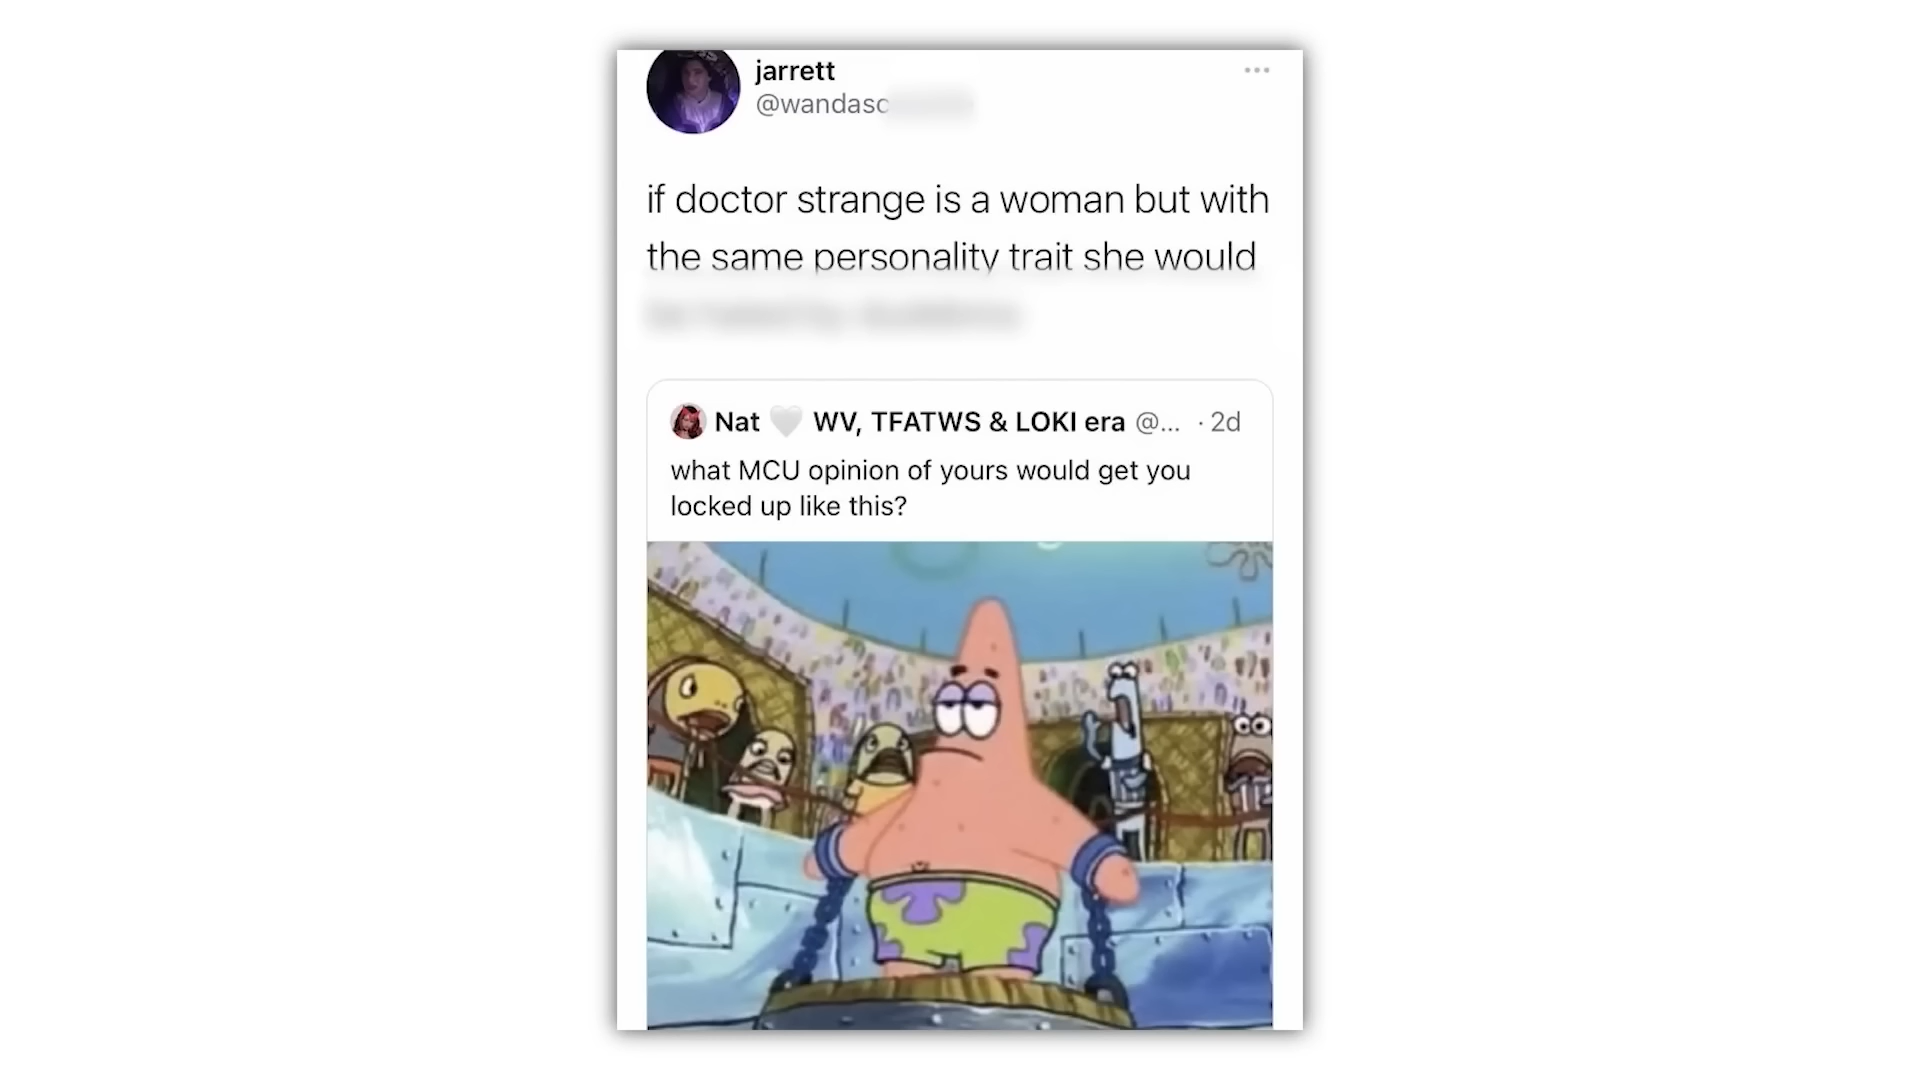 jarrett
@wandasc
if doctor strange is a woman but with
the same personality trait she would
Nat 🤍 WV, TFATWS & LOKI era @... · 2d
what MCU opinion of yours would get you
locked up like this?